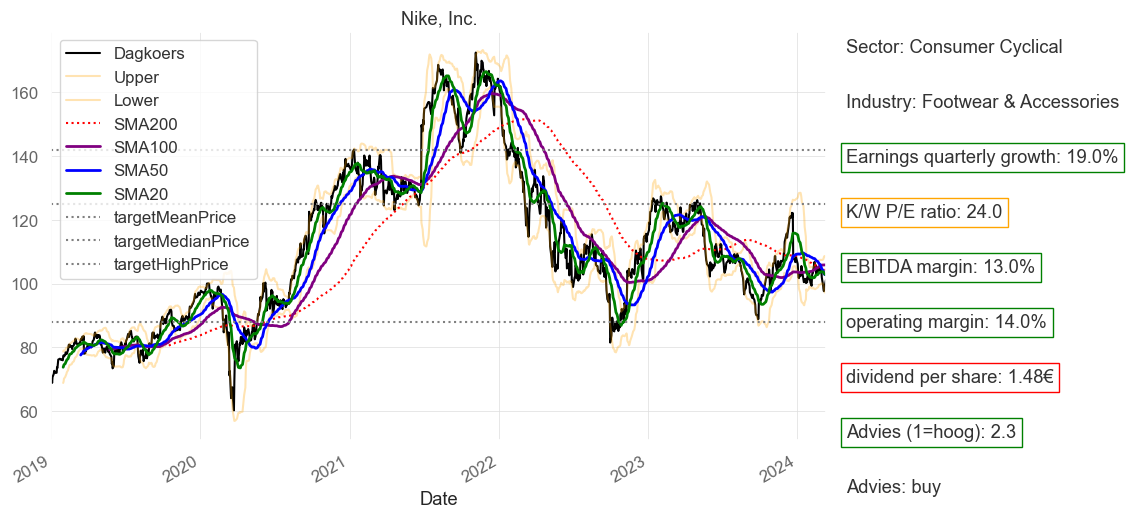 Nike, Inc.
Dagkoers
Upper
Lower
SMA200
SMA100
SMA50
SMA20
targetMeanPrice
targetMedianPrice
targetHighPrice
160
140
120
100
80
60
2019
2020
2021
2022
2023
2024
Date
Sector: Consumer Cyclical
Industry: Footwear & Accessories
Earnings quarterly growth: 19.0%
K/W P/E ratio: 24.0
EBITDA margin: 13.0%
operating margin: 14.0%
dividend per share: 1.48€
Advies (1=hoog): 2.3
Advies: buy